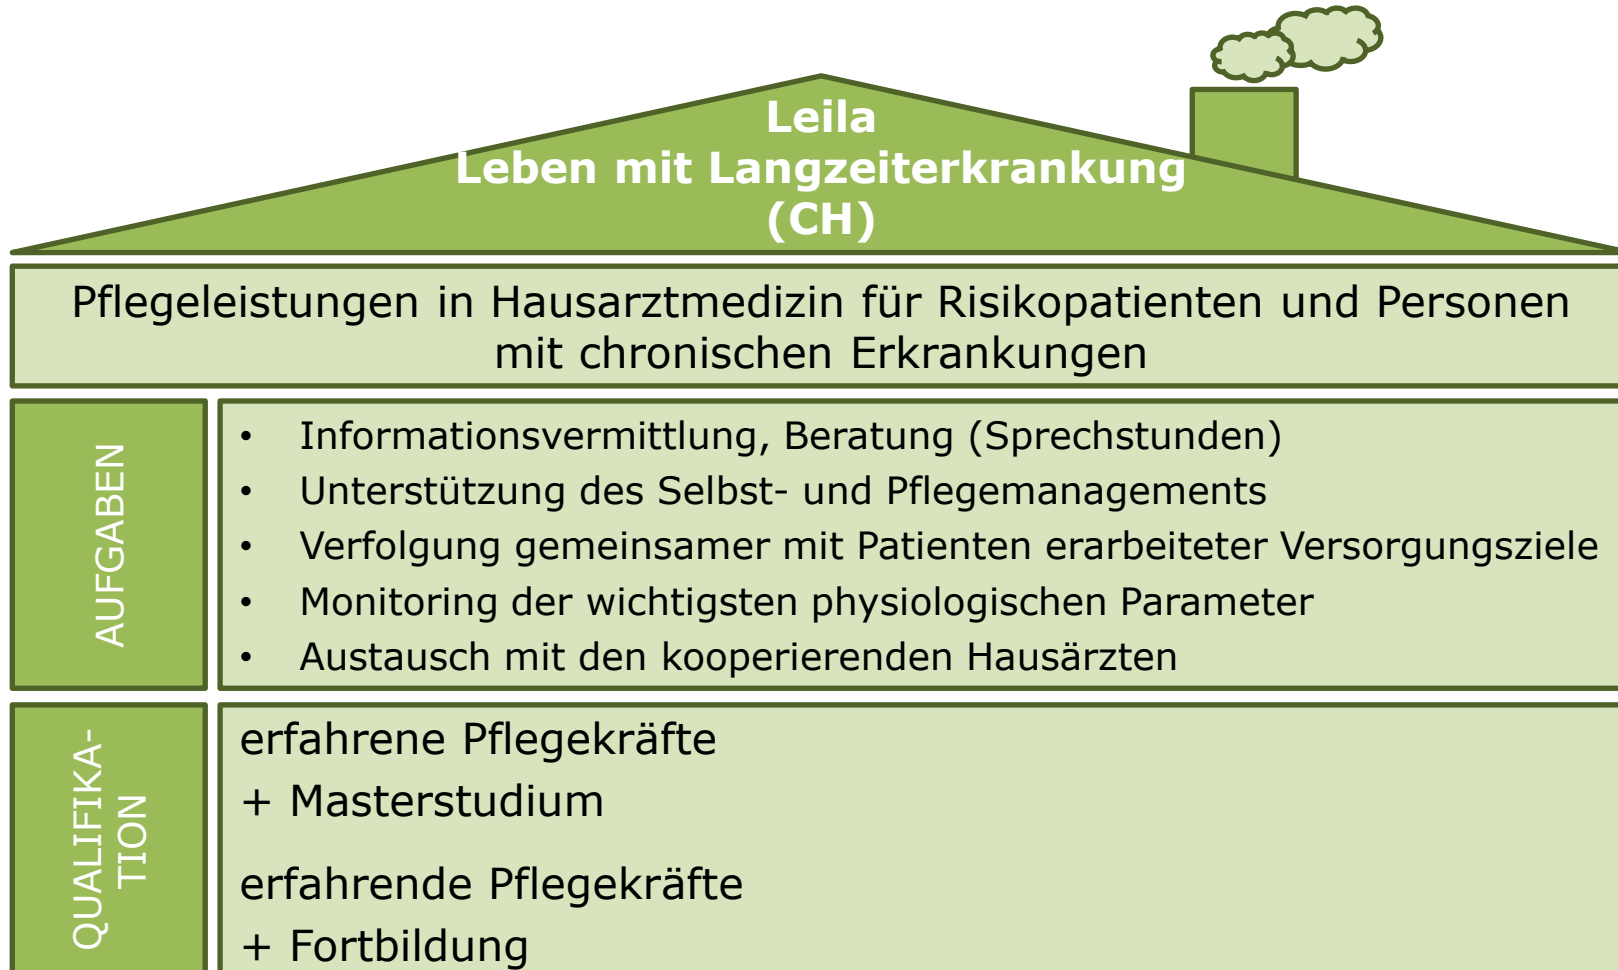 Leila
Leben mit Langzeiterkrankung
(CH)
Pflegeleistungen in Hausarztmedizin für Risikopatienten und Personen
mit chronischen Erkrankungen
AUFGABEN
• Informationsvermittlung, Beratung (Sprechstunden)
• Unterstützung des Selbst- und Pflegemanagements
• Verfolgung gemeinsamer mit Patienten erarbeiteter Versorgungsziele
• Monitoring der wichtigsten physiologischen Parameter
• Austausch mit den kooperierenden Hausärzten
QUALIFIKA-
TION
erfahrene Pflegekräfte
+ Masterstudium
erfahrende Pflegekräfte
+ Fortbildung